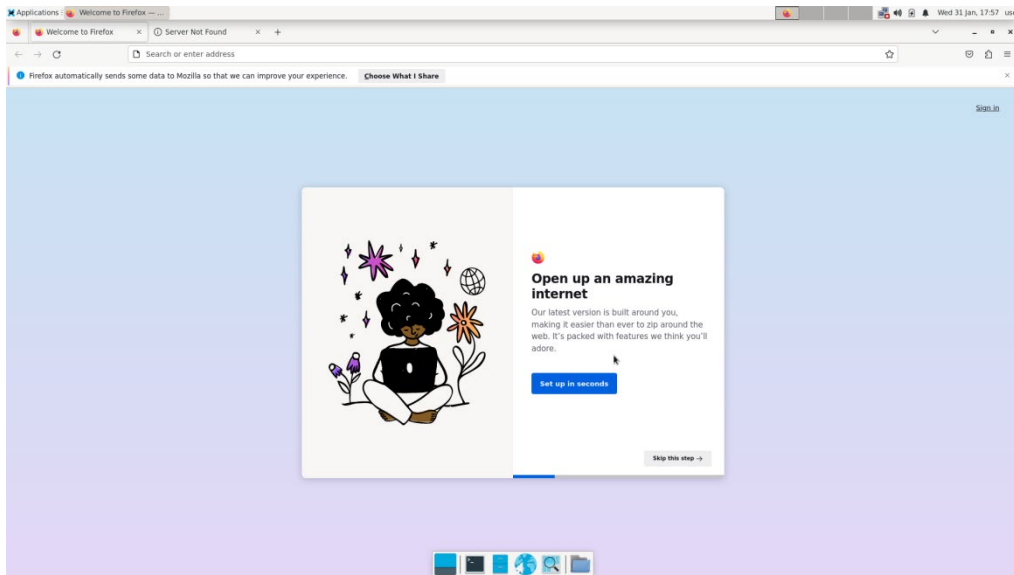 Applications : Welcome to Firefox — ...
Wed 31 Jan, 17:57 us
Welcome to Firefox × Server Not Found × +
Search or enter address
Firefox automatically sends some data to Mozilla so that we can improve your experience. Choose What I Share
Sign in
Open up an amazing
internet
Our latest version is built around you,
making it easier than ever to zip around the
web. It's packed with features we think you'll
adore.
Set up in seconds
Skip this step →